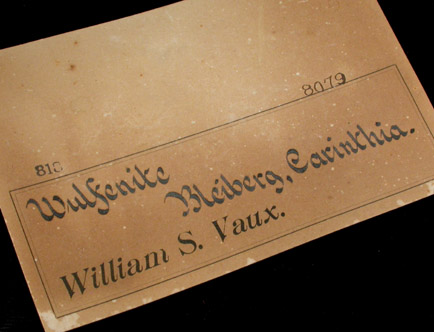 8079
810
Wulfenite
Bleiberg, Carinthia.
William S. Vaux.